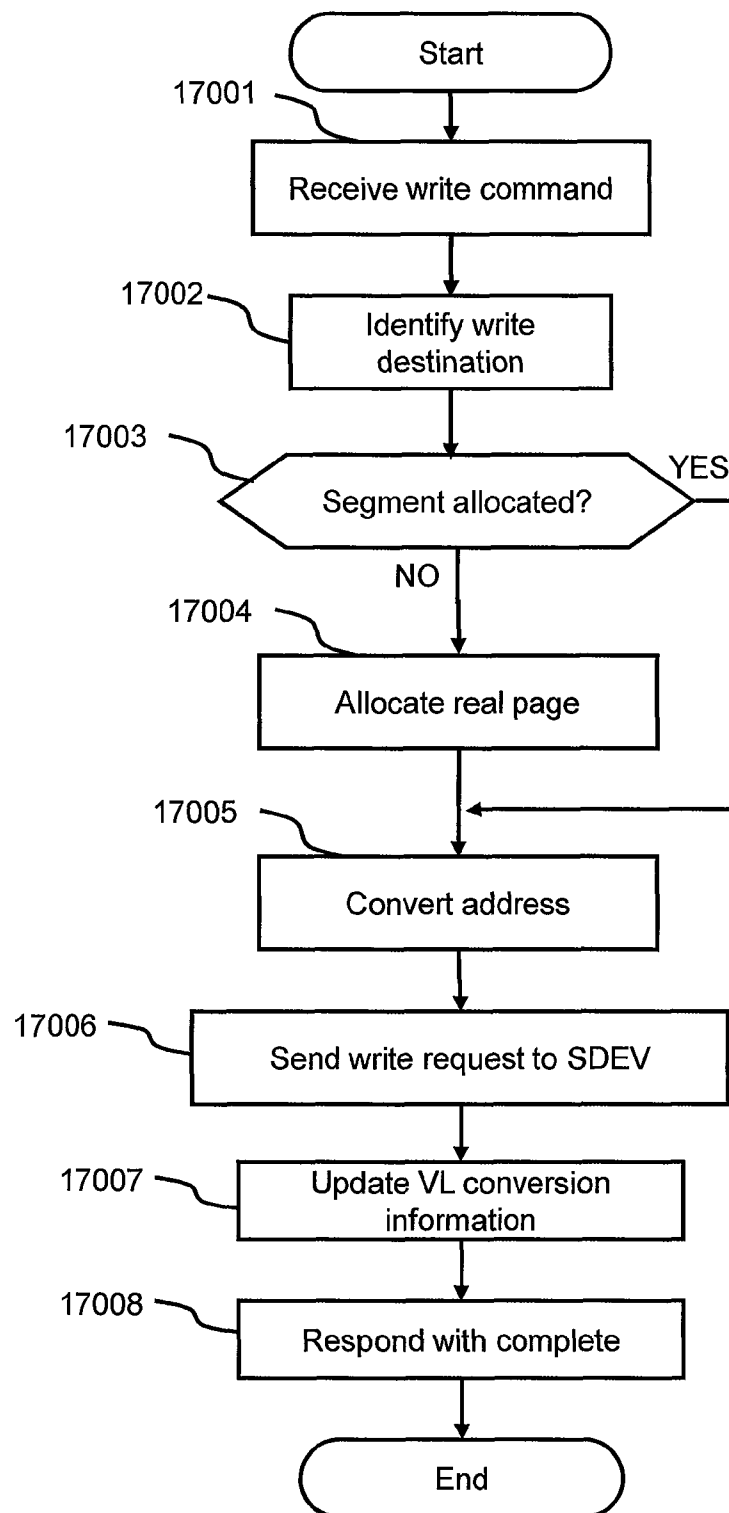 Start
17001
Receive write command
17002
Identify write
destination
17003
YES
Segment allocated?
NO
17004
Allocate real page
17005
Convert address
17006
Send write request to SDEV
17007
Update VL conversion
information
17008
Respond with complete
End